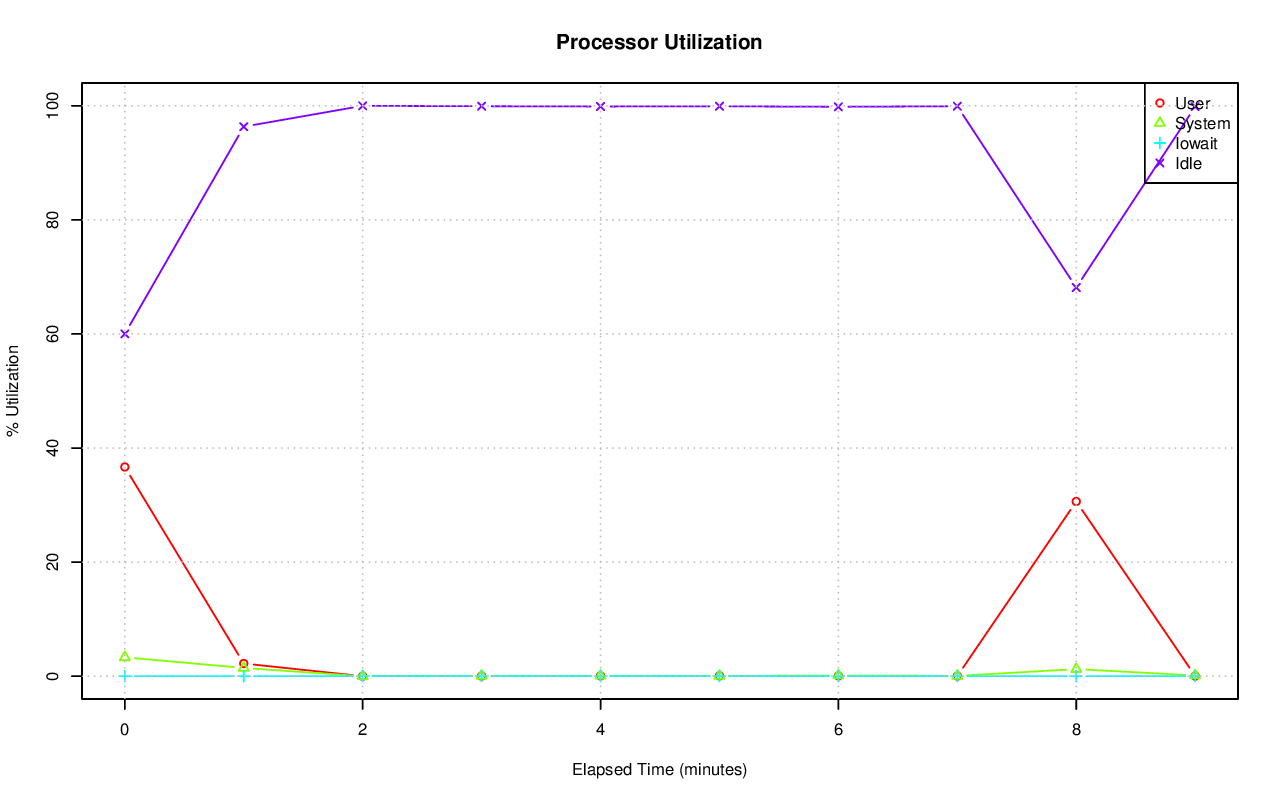 Processor Utilization
% Utilization
100
80
60
40
20
0
User
System
Iowait
Idle
0 2 4 6 8
Elapsed Time (minutes)